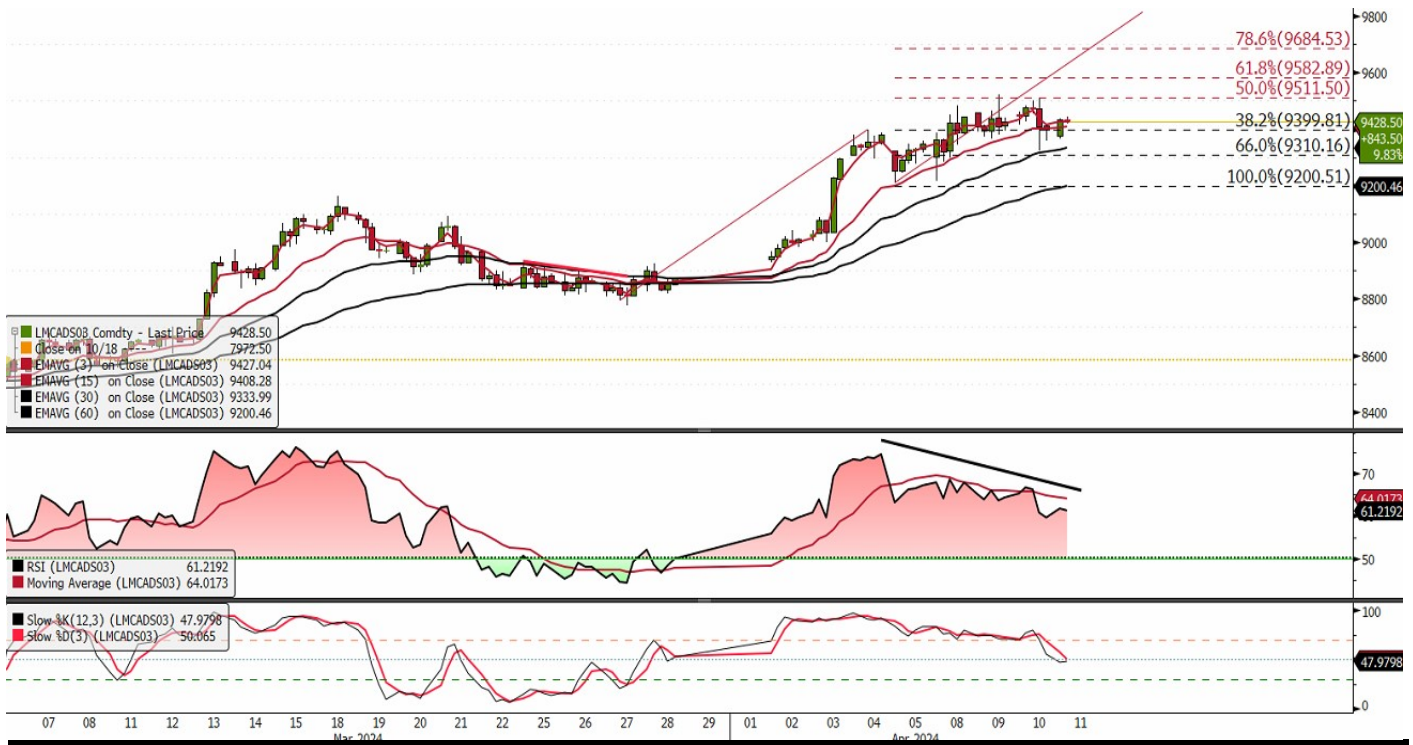 9800
78.6%(9684.53)
9600
61.8%(9582.89)
50.0%(9511.50)
38.2%(9399.81)
9428.50
+843.50
9.83%
66.0%(9310.16)
100.0%(9200.51)
9200.46
9000
8800
8600
8400
LMCADS03 Comdty - Last Price 9428.50
Close on 10/18 ---- 7972.50
EMAVG (3) on Close (LMCADS03) 9427.04
EMAVG (15) on Close (LMCADS03) 9408.28
EMAVG (30) on Close (LMCADS03) 9333.99
EMAVG (60) on Close (LMCADS03) 9200.46
70
64.0173
61.2192
50
RSI (LMCADS03) 61.2192
Moving Average (LMCADS03) 64.0173
100
Slow %K(12,3) (LMCADS03) 47.9798
Slow %D(3) (LMCADS03) 50.065
47.9798
0
07 08 11 12 13 14 15 18 19 20 21 22 25 26 27 28 29 01 02 03 04 05 08 09 10 11
Mar 2024 Apr 2024